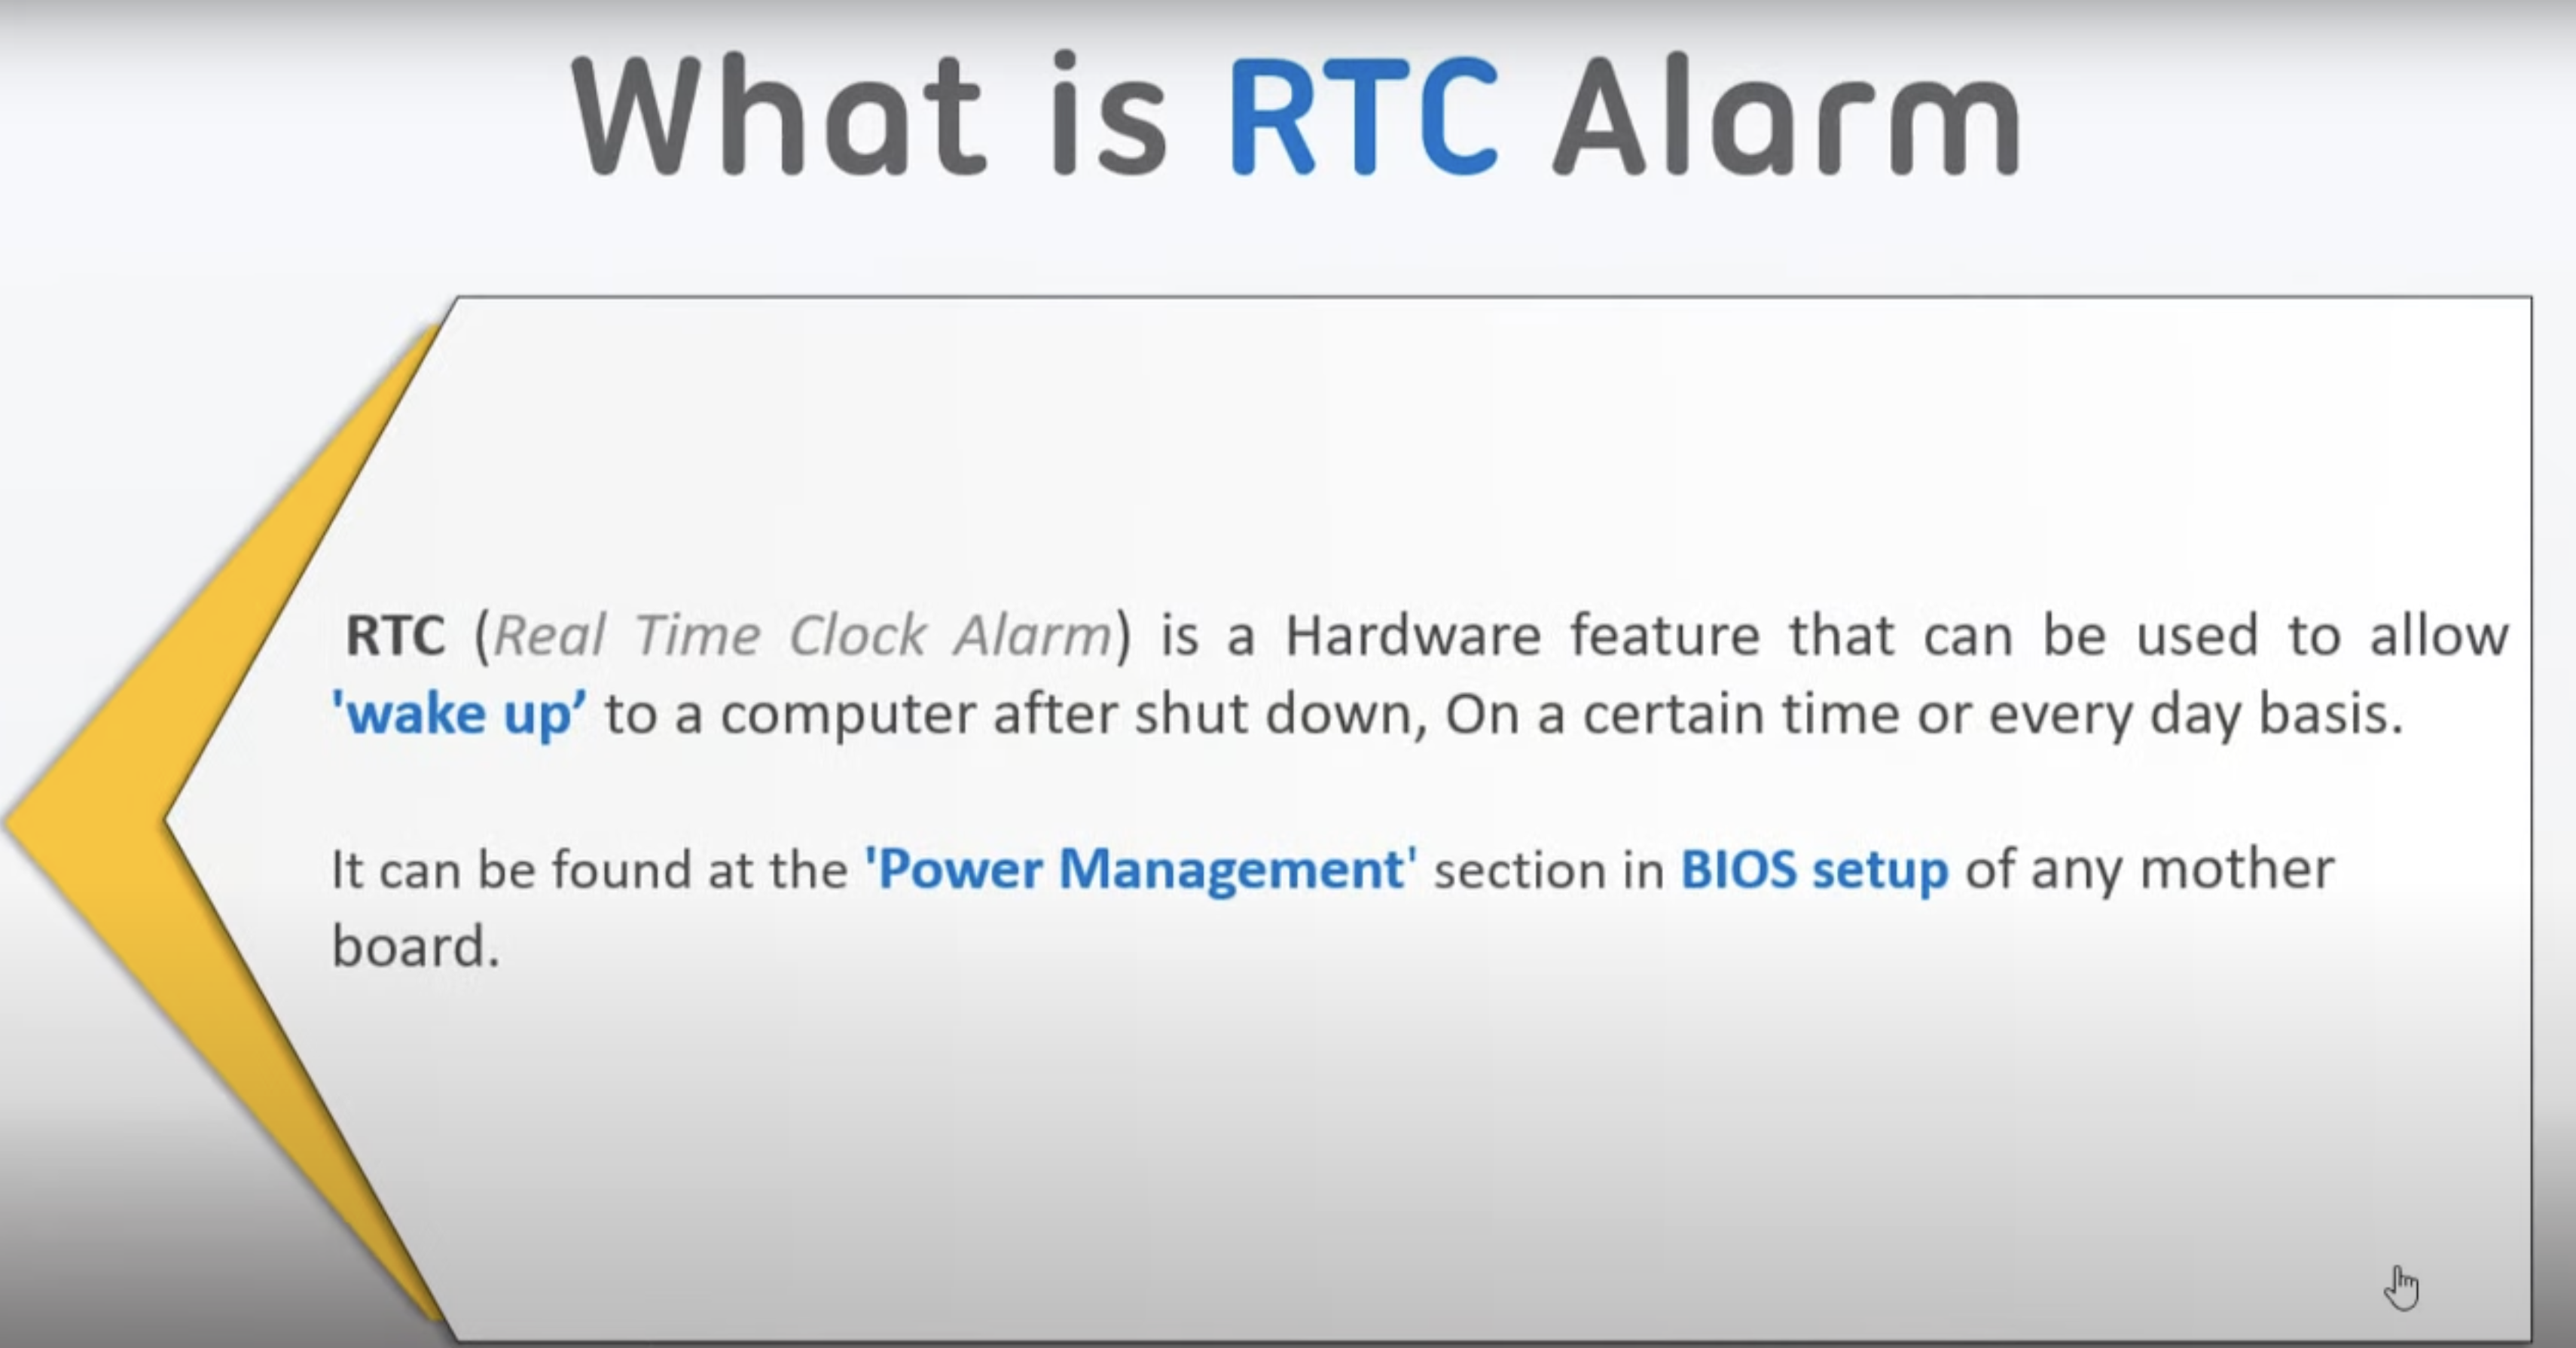 What is RTC Alarm
RTC (Real Time Clock Alarm) is a Hardware feature that can be used to allow
'wake up’ to a computer after shut down, On a certain time or every day basis.
It can be found at the 'Power Management' section in BIOS setup of any mother
board.